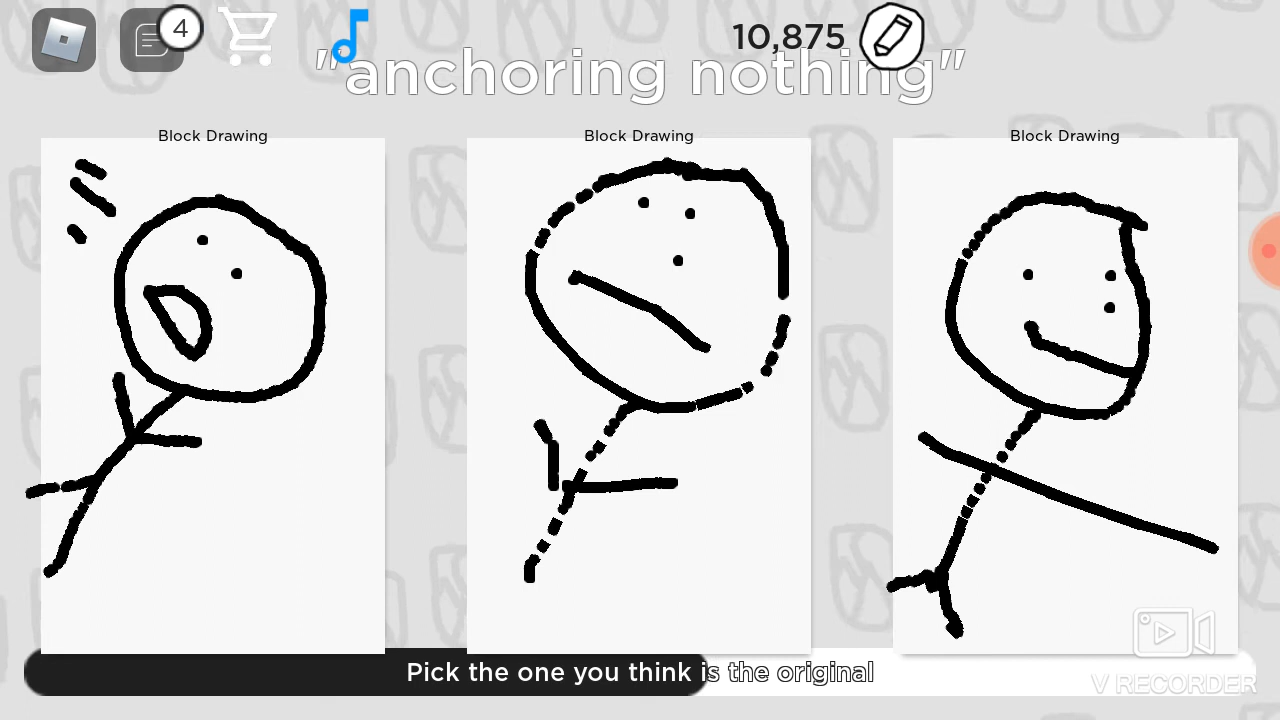 4
10,875
"anchoring nothing"
Block Drawing
Block Drawing
Block Drawing
Pick the one you think is the original
V RECORDER